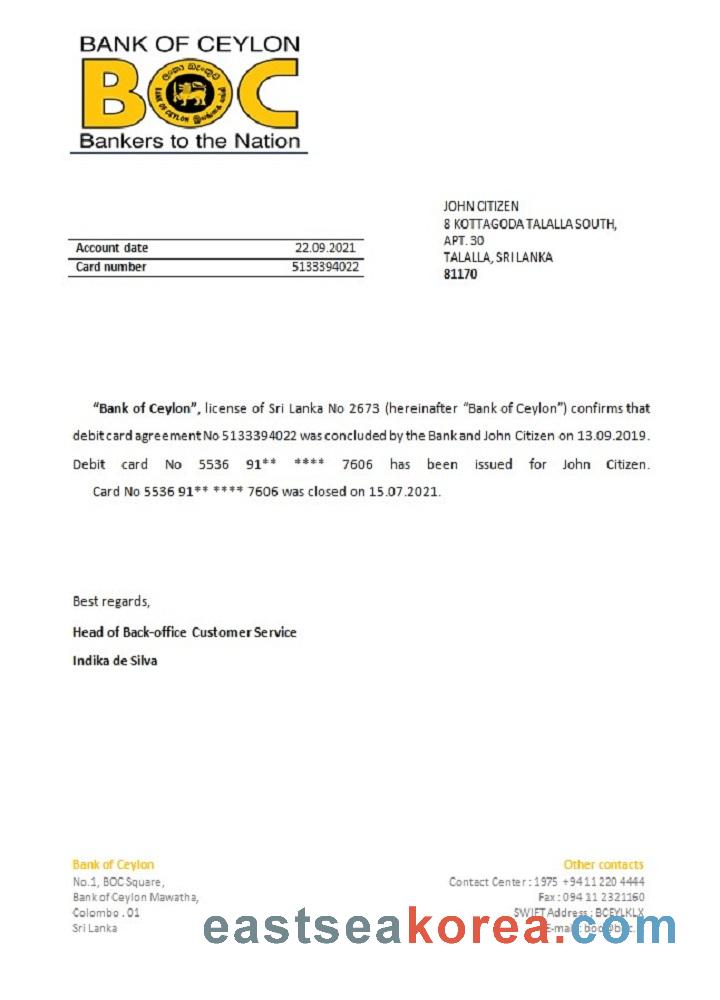 BANK OF CEYLON
BOC
Bankers to the Nation
JOHN CITIZEN
8 KOTTAGODA TALALLA SOUTH,
APT. 30
TALALLA, SRI LANKA
81170
Account date 22.09.2021
Card number 5133394022
“Bank of Ceylon”, license of Sri Lanka No 2673 (hereinafter “Bank of Ceylon”) confirms that
debit card agreement No 5133394022 was concluded by the Bank and John Citizen on 13.09.2019.
Debit card No 5536 91** **** 7606 has been issued for John Citizen.
Card No 5536 91** **** 7606 was closed on 15.07.2021.
Best regards,
Head of Back-office Customer Service
Indika de Silva
Bank of Ceylon
No.1, BOC Square,
Bank of Ceylon Mawatha,
Colombo . 01
Sri Lanka
Other contacts
Contact Center : 1975 +94 11 220 4444
Fax : 094 11 2321160
SWIFT Address : BCEYLKLX
E-mail : boc@boc.
eastseakorea.com